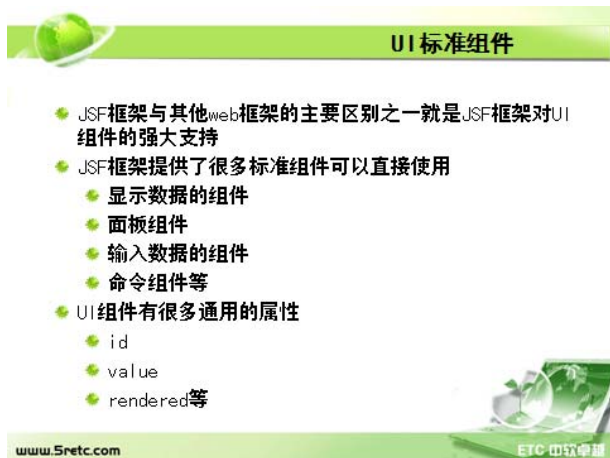 UI标准组件
JSF框架与其他web框架的主要区别之一就是JSF框架对UI
组件的强大支持
JSF框架提供了很多标准组件可以直接使用
显示数据的组件
面板组件
输入数据的组件
命令组件等
UI组件有很多通用的属性
id
value
rendered等
www.5retc.com
ETC 中软卓越